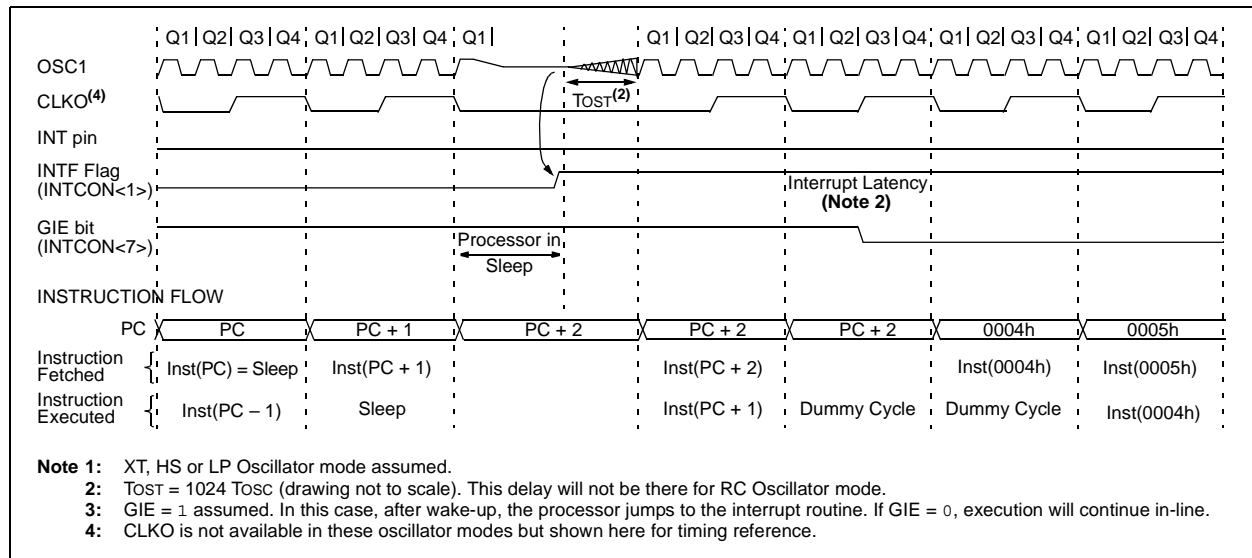 Q1 Q2 Q3 Q4 Q1 Q2 Q3 Q4 Q1 Q1 Q2 Q3 Q4 Q1 Q2 Q3 Q4 Q1 Q2 Q3 Q4 Q1 Q2 Q3 Q4
OSC1
CLKO(4)
TOST(2)
INT pin
INTF Flag
(INTCON<1>)
Interrupt Latency
(Note 2)
GIE bit
(INTCON<7>)
Processor in
Sleep
INSTRUCTION FLOW
PC PC PC + 1 PC + 2 PC + 2 PC + 2 0004h 0005h
Instruction
Fetched
Inst(PC) = Sleep Inst(PC + 1) Inst(PC + 2) Inst(0004h) Inst(0005h)
Instruction
Executed
Inst(PC – 1) Sleep Inst(PC + 1) Dummy Cycle Dummy Cycle Inst(0004h)
Note 1: XT, HS or LP Oscillator mode assumed.
2: TOST = 1024 TOSC (drawing not to scale). This delay will not be there for RC Oscillator mode.
3: GIE = 1 assumed. In this case, after wake-up, the processor jumps to the interrupt routine. If GIE = 0, execution will continue in-line.
4: CLKO is not available in these oscillator modes but shown here for timing reference.